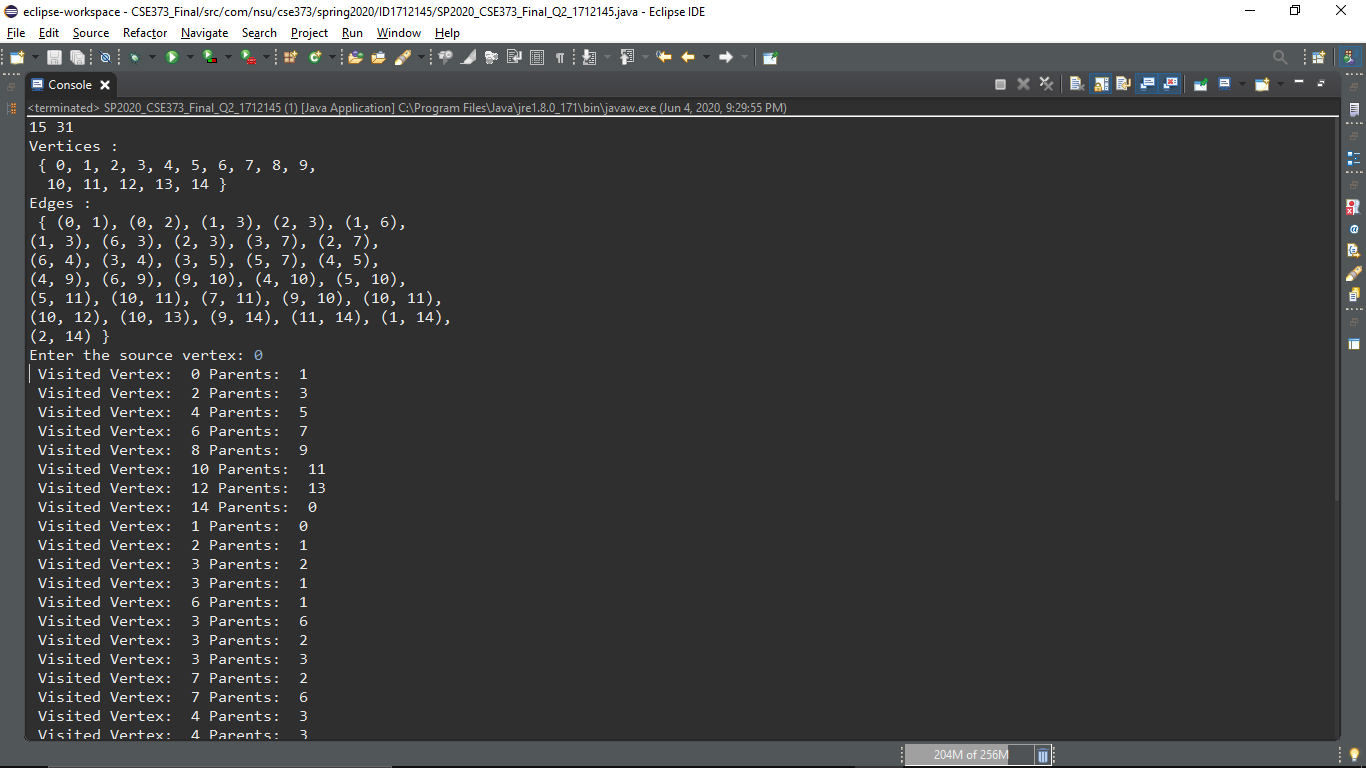 eclipse-workspace - CSE373_Final/src/com/nsu/cse373/spring2020/ID1712145/SP2020_CSE373_Final_Q2_1712145.java - Eclipse IDE
File Edit Source Refactor Navigate Search Project Run Window Help
Console
<terminated> SP2020_CSE373_Final_Q2_1712145 (1) [Java Application] C:\Program Files\Java\jre1.8.0_171\bin\javaw.exe (Jun 4, 2020, 9:29:55 PM)
15 31
Vertices :
{ 0, 1, 2, 3, 4, 5, 6, 7, 8, 9,
10, 11, 12, 13, 14 }
Edges :
{ (0, 1), (0, 2), (1, 3), (2, 3), (1, 6),
(1, 3), (6, 3), (2, 3), (3, 7), (2, 7),
(6, 4), (3, 4), (3, 5), (5, 7), (4, 5),
(4, 9), (6, 9), (9, 10), (4, 10), (5, 10),
(5, 11), (10, 11), (7, 11), (9, 10), (10, 11),
(10, 12), (10, 13), (9, 14), (11, 14), (1, 14),
(2, 14) }
Enter the source vertex: 0
Visited Vertex: 0 Parents: 1
Visited Vertex: 2 Parents: 3
Visited Vertex: 4 Parents: 5
Visited Vertex: 6 Parents: 7
Visited Vertex: 8 Parents: 9
Visited Vertex: 10 Parents: 11
Visited Vertex: 12 Parents: 13
Visited Vertex: 14 Parents: 0
Visited Vertex: 1 Parents: 0
Visited Vertex: 2 Parents: 1
Visited Vertex: 3 Parents: 2
Visited Vertex: 3 Parents: 1
Visited Vertex: 6 Parents: 1
Visited Vertex: 3 Parents: 6
Visited Vertex: 3 Parents: 2
Visited Vertex: 3 Parents: 3
Visited Vertex: 7 Parents: 2
Visited Vertex: 7 Parents: 6
Visited Vertex: 4 Parents: 3
Visited Vertex: 4 Parents: 3
204M of 256M